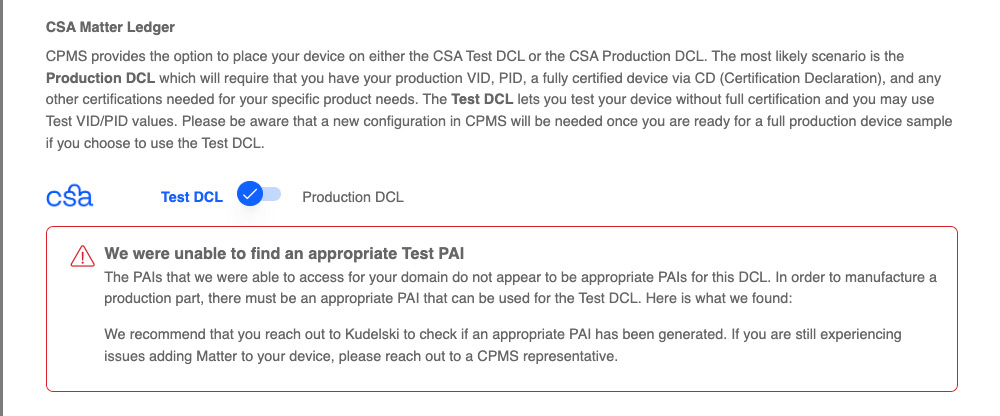 CSA Matter Ledger
CPMS provides the option to place your device on either the CSA Test DCL or the CSA Production DCL. The most likely scenario is the
Production DCL which will require that you have your production VID, PID, a fully certified device via CD (Certification Declaration), and any
other certifications needed for your specific product needs. The Test DCL lets you test your device without full certification and you may use
Test VID/PID values. Please be aware that a new configuration in CPMS will be needed once you are ready for a full production device sample
if you choose to use the Test DCL.
csa Test DCL Production DCL
We were unable to find an appropriate Test PAI
The PAIs that we were able to access for your domain do not appear to be appropriate PAIs for this DCL. In order to manufacture a
production part, there must be an appropriate PAI that can be used for the Test DCL. Here is what we found:
We recommend that you reach out to Kudelski to check if an appropriate PAI has been generated. If you are still experiencing
issues adding Matter to your device, please reach out to a CPMS representative.